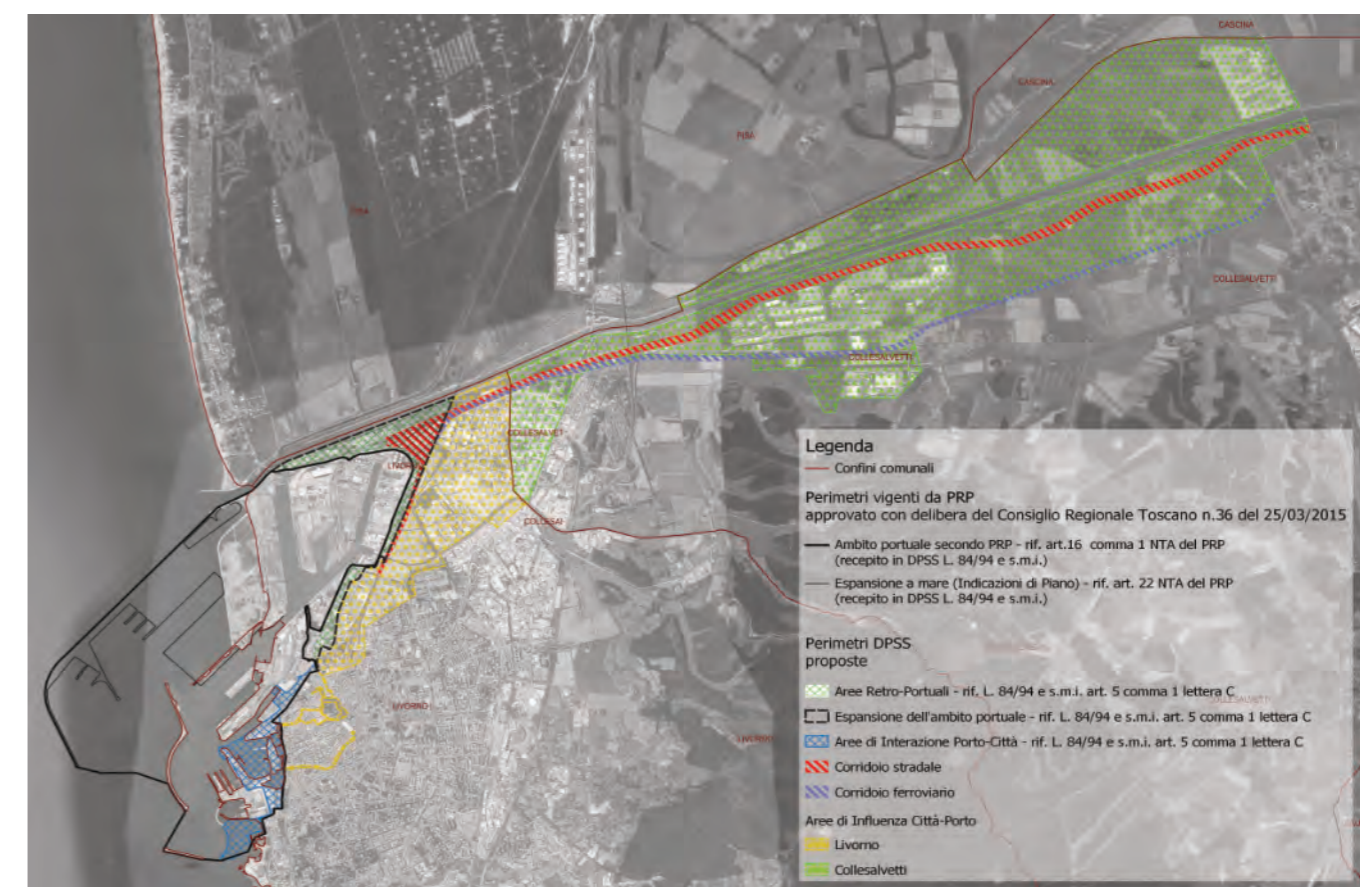 CASCINA
CASCINA
PISA
PISA
COLLESALVETTI
COLLESALVETTI
COLLESALVET
LIVOR
COLLESAL
LIVORNO
LIVORNO
COLLESALVETTI
Legenda
Confini comunali
Perimetri vigenti da PRP
approvato con delibera del Consiglio Regionale Toscano n.36 del 25/03/2015
Ambito portuale secondo PRP - rif. art.16 comma 1 NTA del PRP
(recepito in DPSS L. 84/94 e s.m.i.)
Espansione a mare (Indicazioni di Piano) - rif. art. 22 NTA del PRP
(recepito in DPSS L. 84/94 e s.m.i.)
Perimetri DPSS
proposte
Aree Retro-Portuali - rif. L. 84/94 e s.m.i. art. 5 comma 1 lettera C
Espansione dell'ambito portuale - rif. L. 84/94 e s.m.i. art. 5 comma 1 lettera C
Aree di Interazione Porto-Città - rif. L. 84/94 e s.m.i. art. 5 comma 1 lettera C
Corridoio stradale
Corridoio ferroviario
Aree di Influenza Città-Porto
Livorno
Collesalvetti